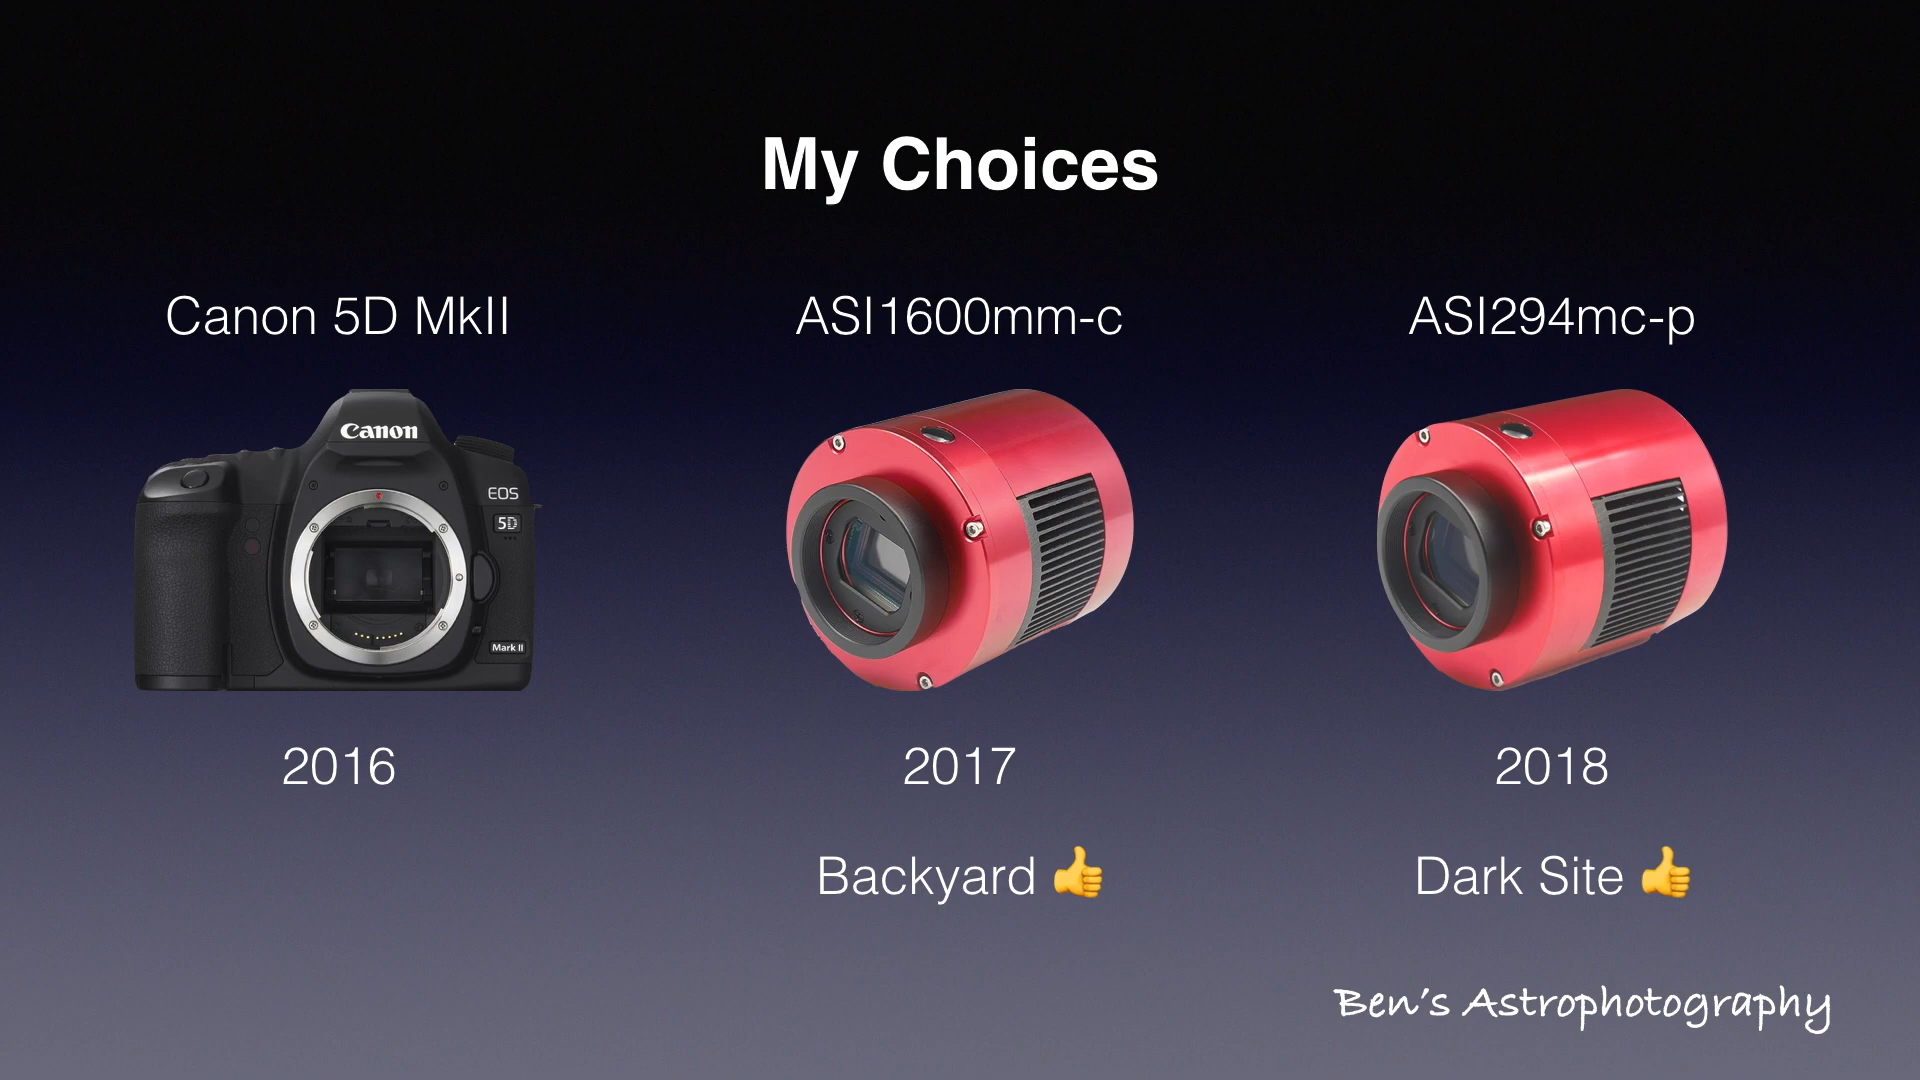 My Choices
Canon 5D MkII
ASI1600mm-c
ASI294mc-p
Canon
EOS
5D
Mark II
2016
2017
2018
Backyard 👍
Dark Site 👍
Ben's Astrophotography